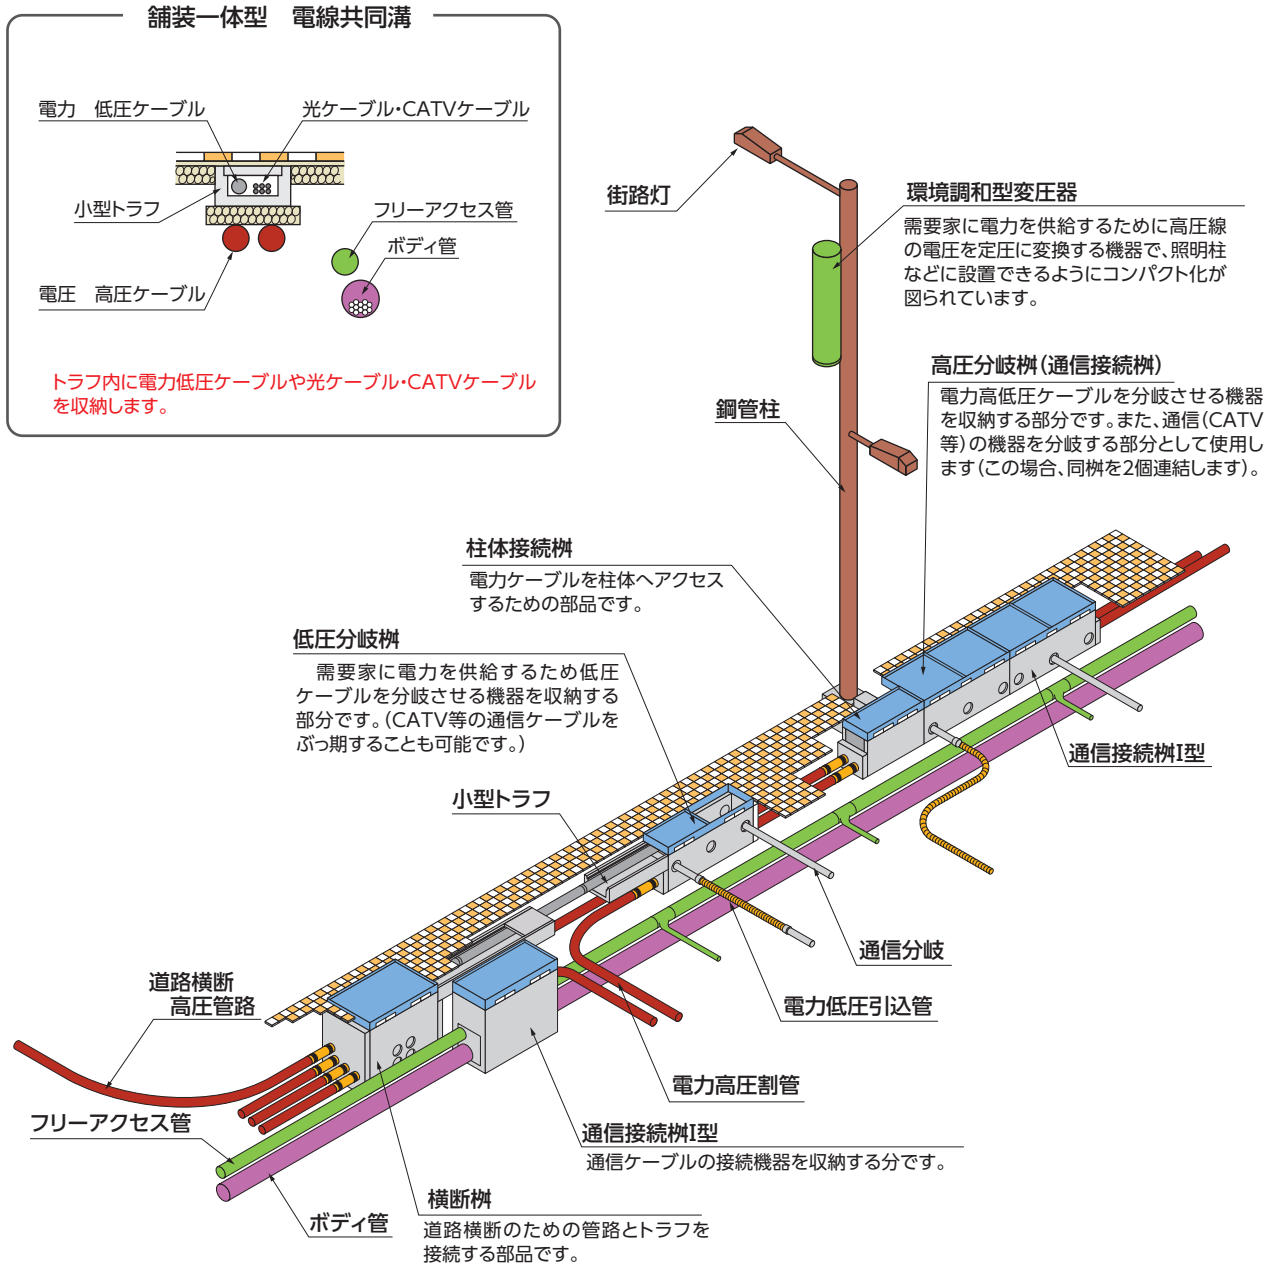 舗装一体型　電線共同溝
電力　低圧ケーブル
光ケーブル・CATVケーブル
小型トラフ
フリーアクセス管
ボディ管
電圧　高圧ケーブル
トラフ内に電力低圧ケーブルや光ケーブル・CATVケーブル
を収納します。
街路灯
環境調和型変圧器
需要家に電力を供給するために高圧線
の電圧を定圧に変換する機器で、照明柱
などに設置できるようにコンパクト化が
図られています。
高圧分岐桝(通信接続桝)
電力高低圧ケーブルを分岐させる機器
を収納する部分です。また、通信(CATV
等)の機器を分岐する部分として使用し
ます(この場合、同桝を2個連結します)。
鋼管柱
柱体接続桝
電力ケーブルを柱体へアクセス
するための部品です。
低圧分岐桝
需要家に電力を供給するため低圧
ケーブルを分岐させる機器を収納する
部分です。(CATV等の通信ケーブルを
ぶっ期することも可能です。)
通信接続桝I型
小型トラフ
通信分岐
道路横断
高圧管路
電力低圧引込管
電力高圧割管
フリーアクセス管
通信接続桝I型
通信ケーブルの接続機器を収納する分です。
横断桝
道路横断のための管路とトラフを
接続する部品です。
ボディ管